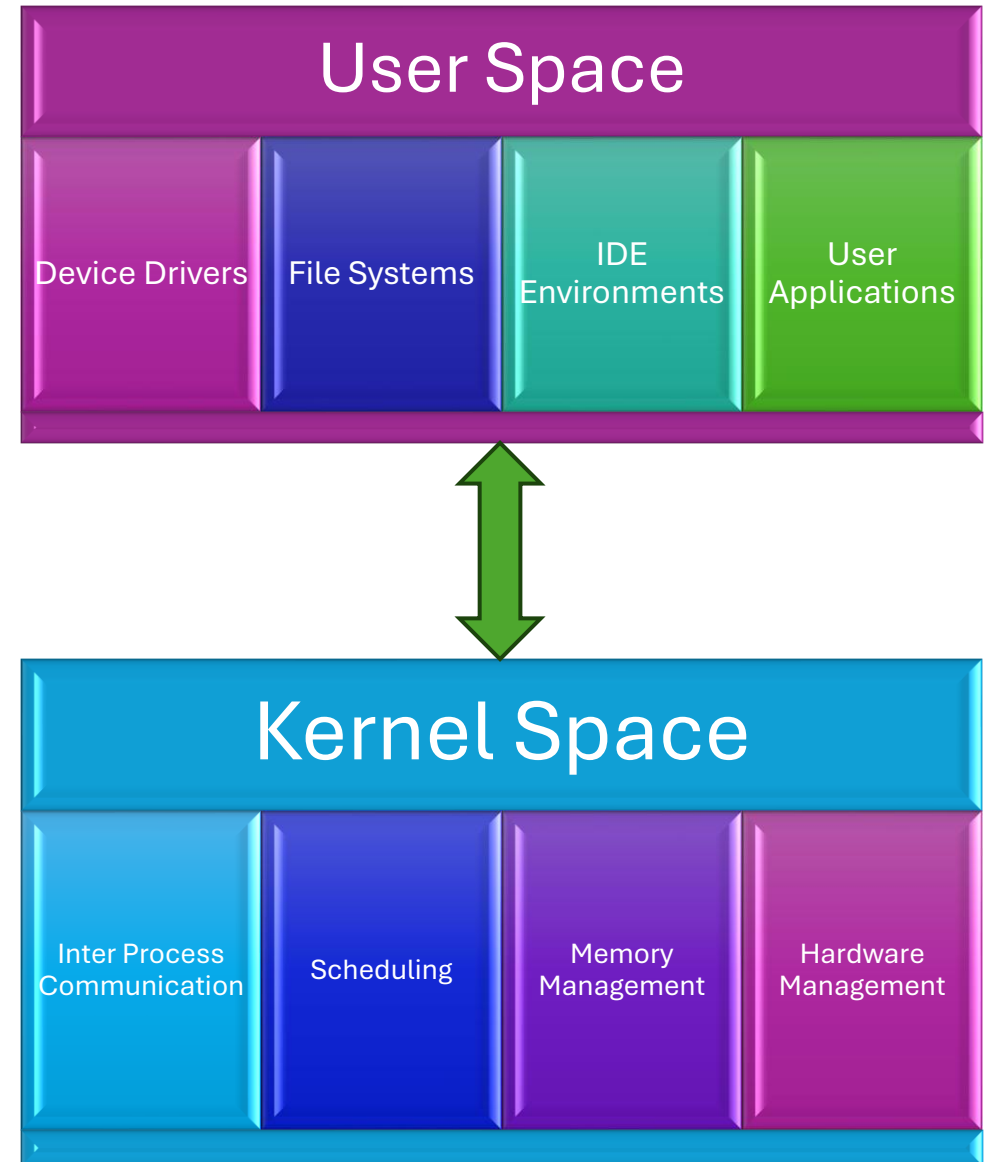 User Space
Device Drivers
File Systems
IDE
Environments
User
Applications
Kernel Space
Inter Process
Communication
Scheduling
Memory
Management
Hardware
Management